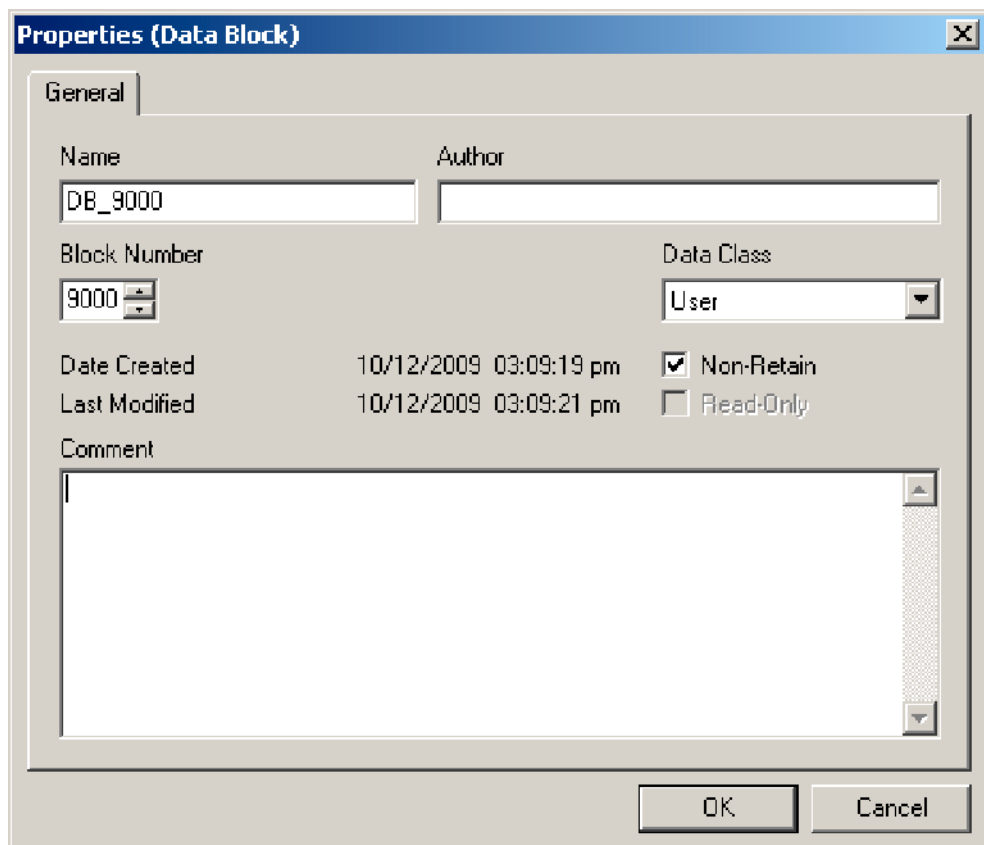 Properties (Data Block)
General
Name Author
DB_9000
Block Number Data Class
9000 User
Date Created 10/12/2009 03:09:19 pm Non-Retain
Last Modified 10/12/2009 03:09:21 pm Read-Only
Comment
OK Cancel